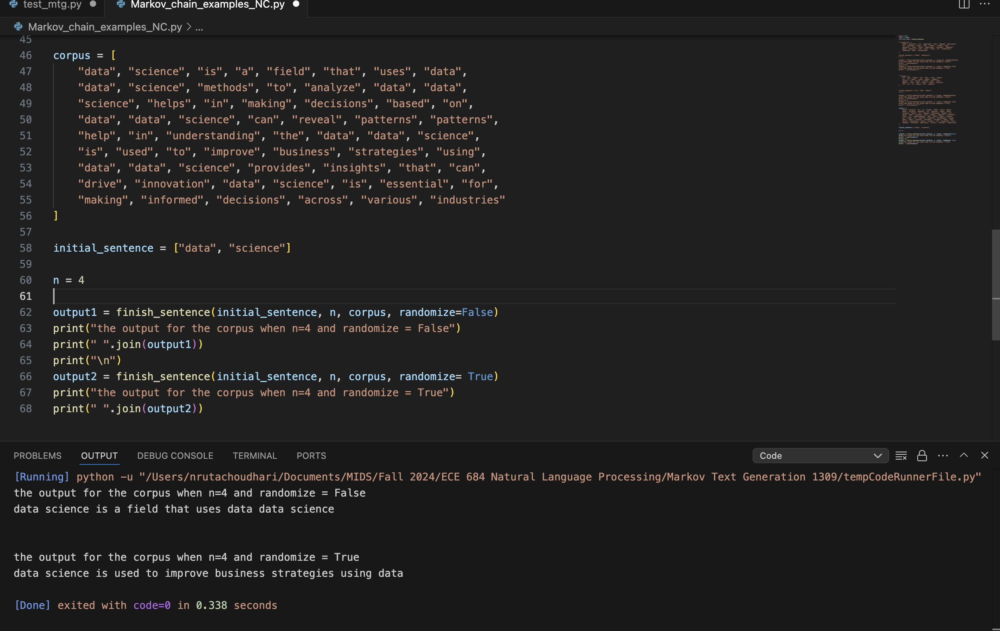 test_mtg.py
Markov_chain_examples_NC.py
Markov_chain_examples_NC.py > ...
45
46 corpus = [
47 "data", "science", "is", "a", "field", "that", "uses", "data",
48 "data", "science", "methods", "to", "analyze", "data", "data",
49 "science", "helps", "in", "making", "decisions", "based", "on",
50 "data", "data", "science", "can", "reveal", "patterns", "patterns",
51 "help", "in", "understanding", "the", "data", "data", "science",
52 "is", "used", "to", "improve", "business", "strategies", "using",
53 "data", "data", "science", "provides", "insights", "that", "can",
54 "drive", "innovation", "data", "science", "is", "essential", "for",
55 "making", "informed", "decisions", "across", "various", "industries"
56 ]
57
58 initial_sentence = ["data", "science"]
59
60 n = 4
61
62 output1 = finish_sentence(initial_sentence, n, corpus, randomize=False)
63 print("the output for the corpus when n=4 and randomize = False")
64 print(" ".join(output1))
65 print("\n")
66 output2 = finish_sentence(initial_sentence, n, corpus, randomize= True)
67 print("the output for the corpus when n=4 and randomize = True")
68 print(" ".join(output2))
PROBLEMS OUTPUT DEBUG CONSOLE TERMINAL PORTS Code
[Running] python -u "/Users/nrutachoudhari/Documents/MIDS/Fall 2024/ECE 684 Natural Language Processing/Markov Text Generation 1309/tempCodeRunnerFile.py"
the output for the corpus when n=4 and randomize = False
data science is a field that uses data data science
the output for the corpus when n=4 and randomize = True
data science is used to improve business strategies using data
[Done] exited with code=0 in 0.338 seconds